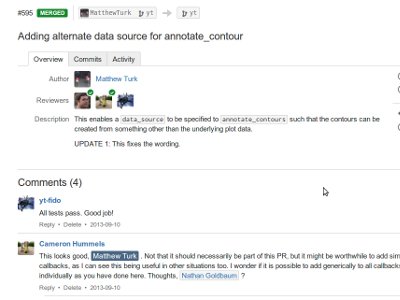 #595 MERGED MatthewTurk yt → yt
Adding alternate data source for annotate_contour
Overview Commits Activity
Author Matthew Turk
Reviewers
Description This enables a data_source to be specified to annotate_contours such that the contours can be
created from something other than the underlying plot data.
UPDATE 1: This fixes the wording.
Comments (4)
yt-fido
All tests pass. Good job!
Reply • Delete • 2013-09-10
Cameron Hummels
This looks good, Matthew Turk . Not that it should necessarily be part of this PR, but it might be worthwhile to add sim
callbacks, as I can see this being useful in other situations too. I wonder if it is possible to add generically to all callbacks
individually as you have done here. Thoughts, Nathan Goldbaum ?
Reply • Delete • 2013-09-10